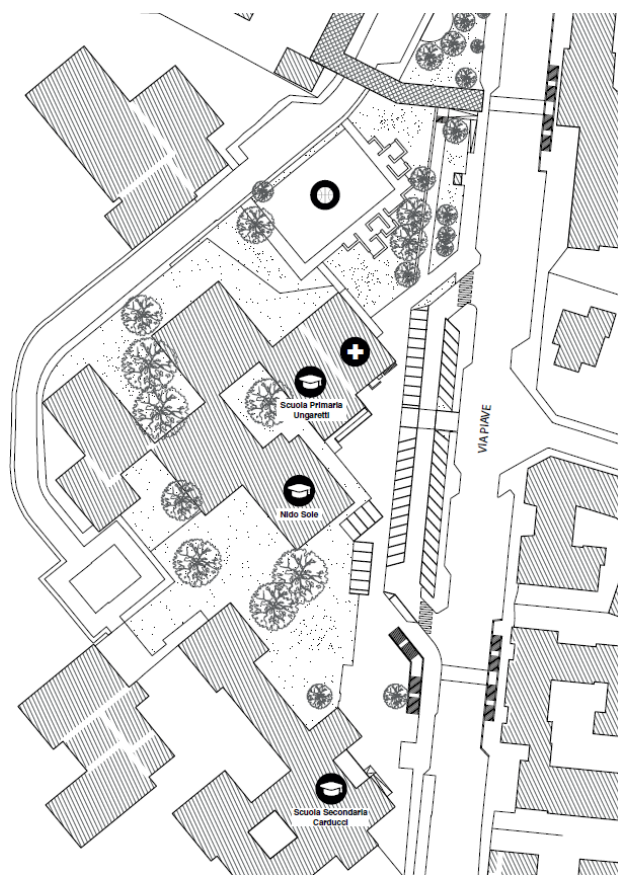 Scuola Primaria
Ungaretti
VIA PIAVE
Nido Sole
Scuola Secondaria
Carducci